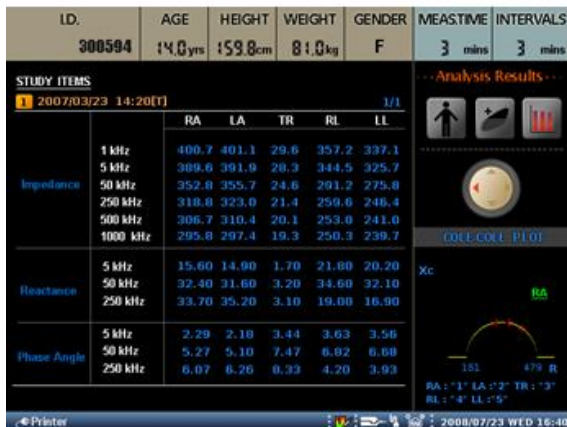 I.D. AGE HEIGHT WEIGHT GENDER MEAS.TIME INTERVALS
300594 14.0yrs 159.8cm 81.0kg F 3 mins 3 mins
STUDY ITEMS
1 2007/03/23 14:20[T] 1/1
RA LA TR RL LL
Impedance
1 kHz 400.7 401.1 29.6 357.2 337.1
5 kHz 389.6 391.9 28.3 344.5 325.7
50 kHz 352.8 355.7 24.6 291.2 275.8
250 kHz 318.8 323.0 21.4 259.6 246.4
500 kHz 306.7 310.4 20.1 253.0 241.0
1000 kHz 295.8 297.4 19.3 250.3 239.7
Reactance
5 kHz 15.60 14.90 1.70 21.80 20.20
50 kHz 32.40 31.60 3.20 34.60 32.10
250 kHz 33.70 35.20 3.10 19.00 16.90
Phase Angle
5 kHz 2.29 2.18 3.44 3.63 3.56
50 kHz 5.27 5.10 7.47 6.82 6.68
250 kHz 6.07 6.26 8.33 4.20 3.93
Analysis Results
COLE-COLE PLOT
Xc
RA
181 479 R
RA : "1" LA : "2" TR : "3"
RL : "4" LL : "5"
Printer 2008/07/23 WED 16:40